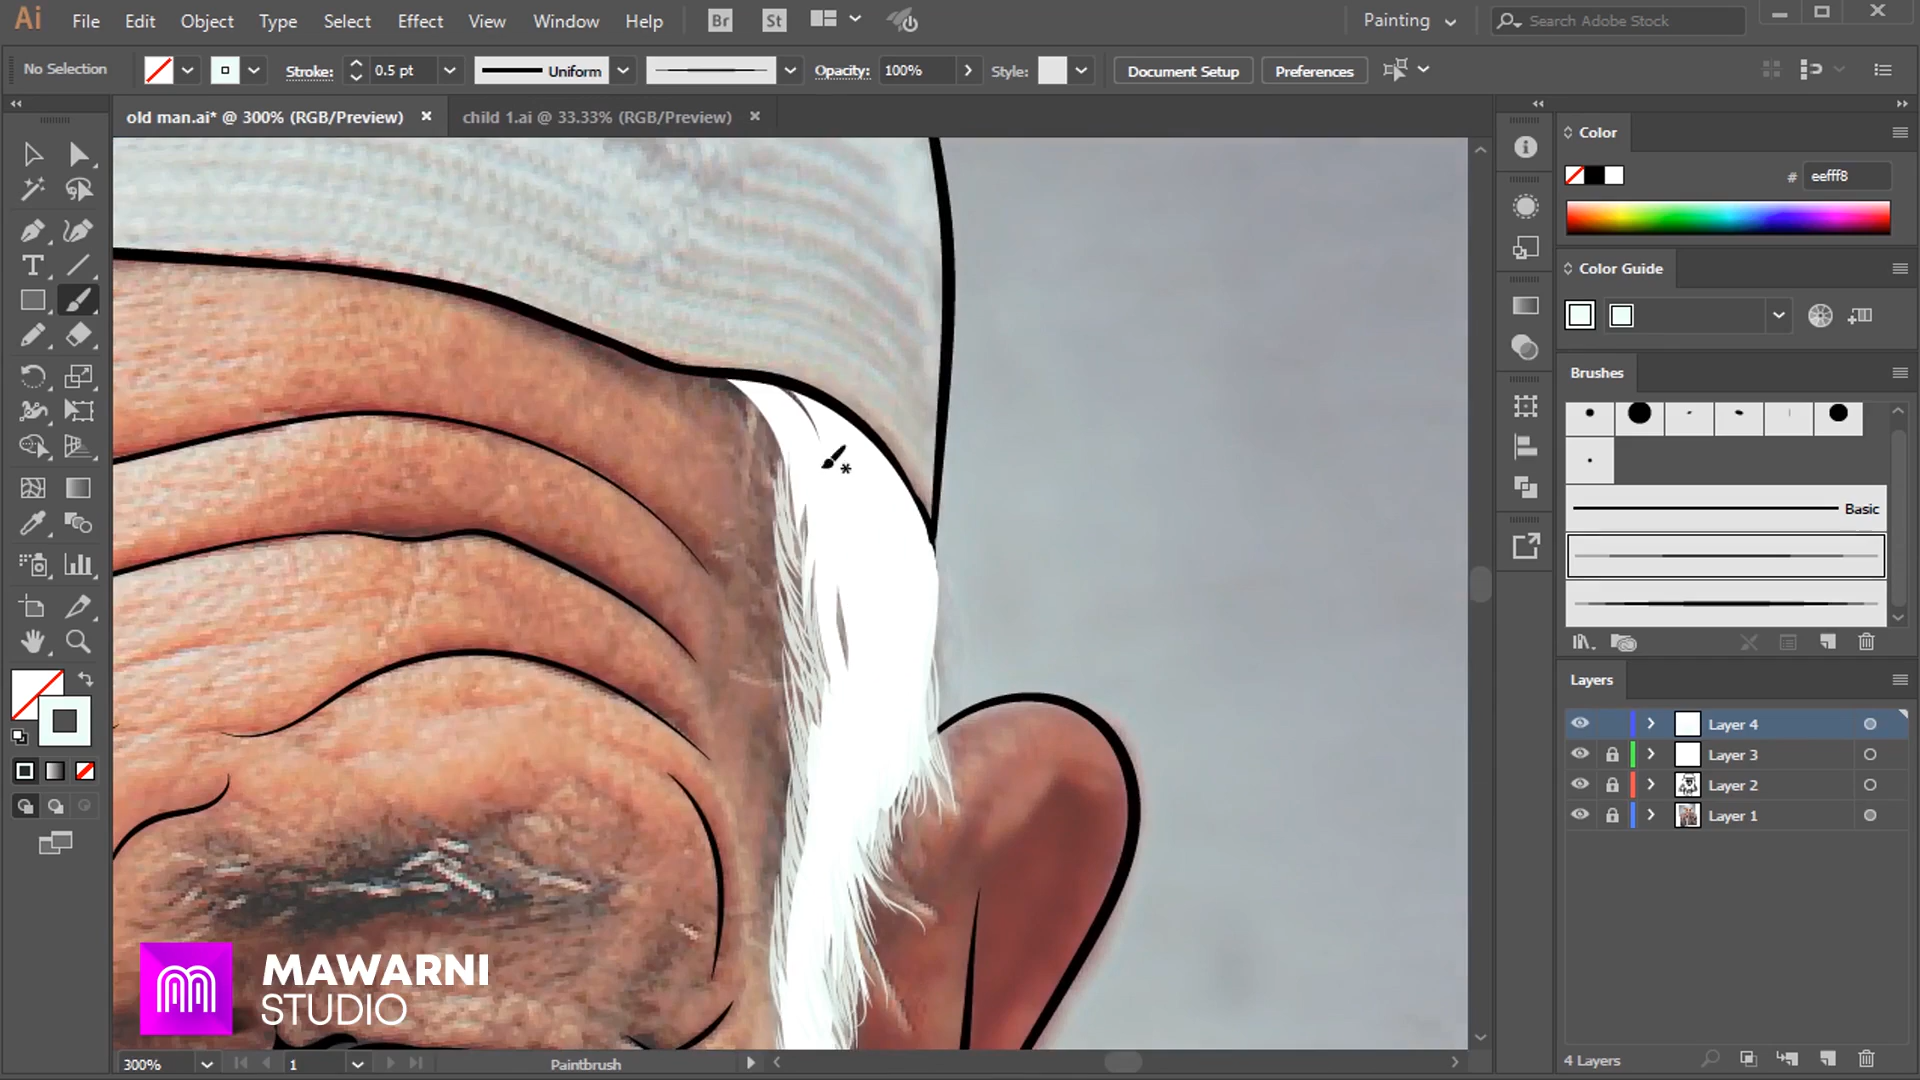 Ai File Edit Object Type Select Effect View Window Help Br St Painting Search Adobe Stock
No Selection Stroke: 0.5 pt Uniform Opacity: 100% Style: Document Setup Preferences
old man.ai* @ 300% (RGB/Preview) child 1.ai @ 33.33% (RGB/Preview)
Color
# eefff8
Color Guide
Brushes
Basic
Layers
Layer 4
Layer 3
Layer 2
Layer 1
MAWARNI
STUDIO
300% 1 Paintbrush 4 Layers